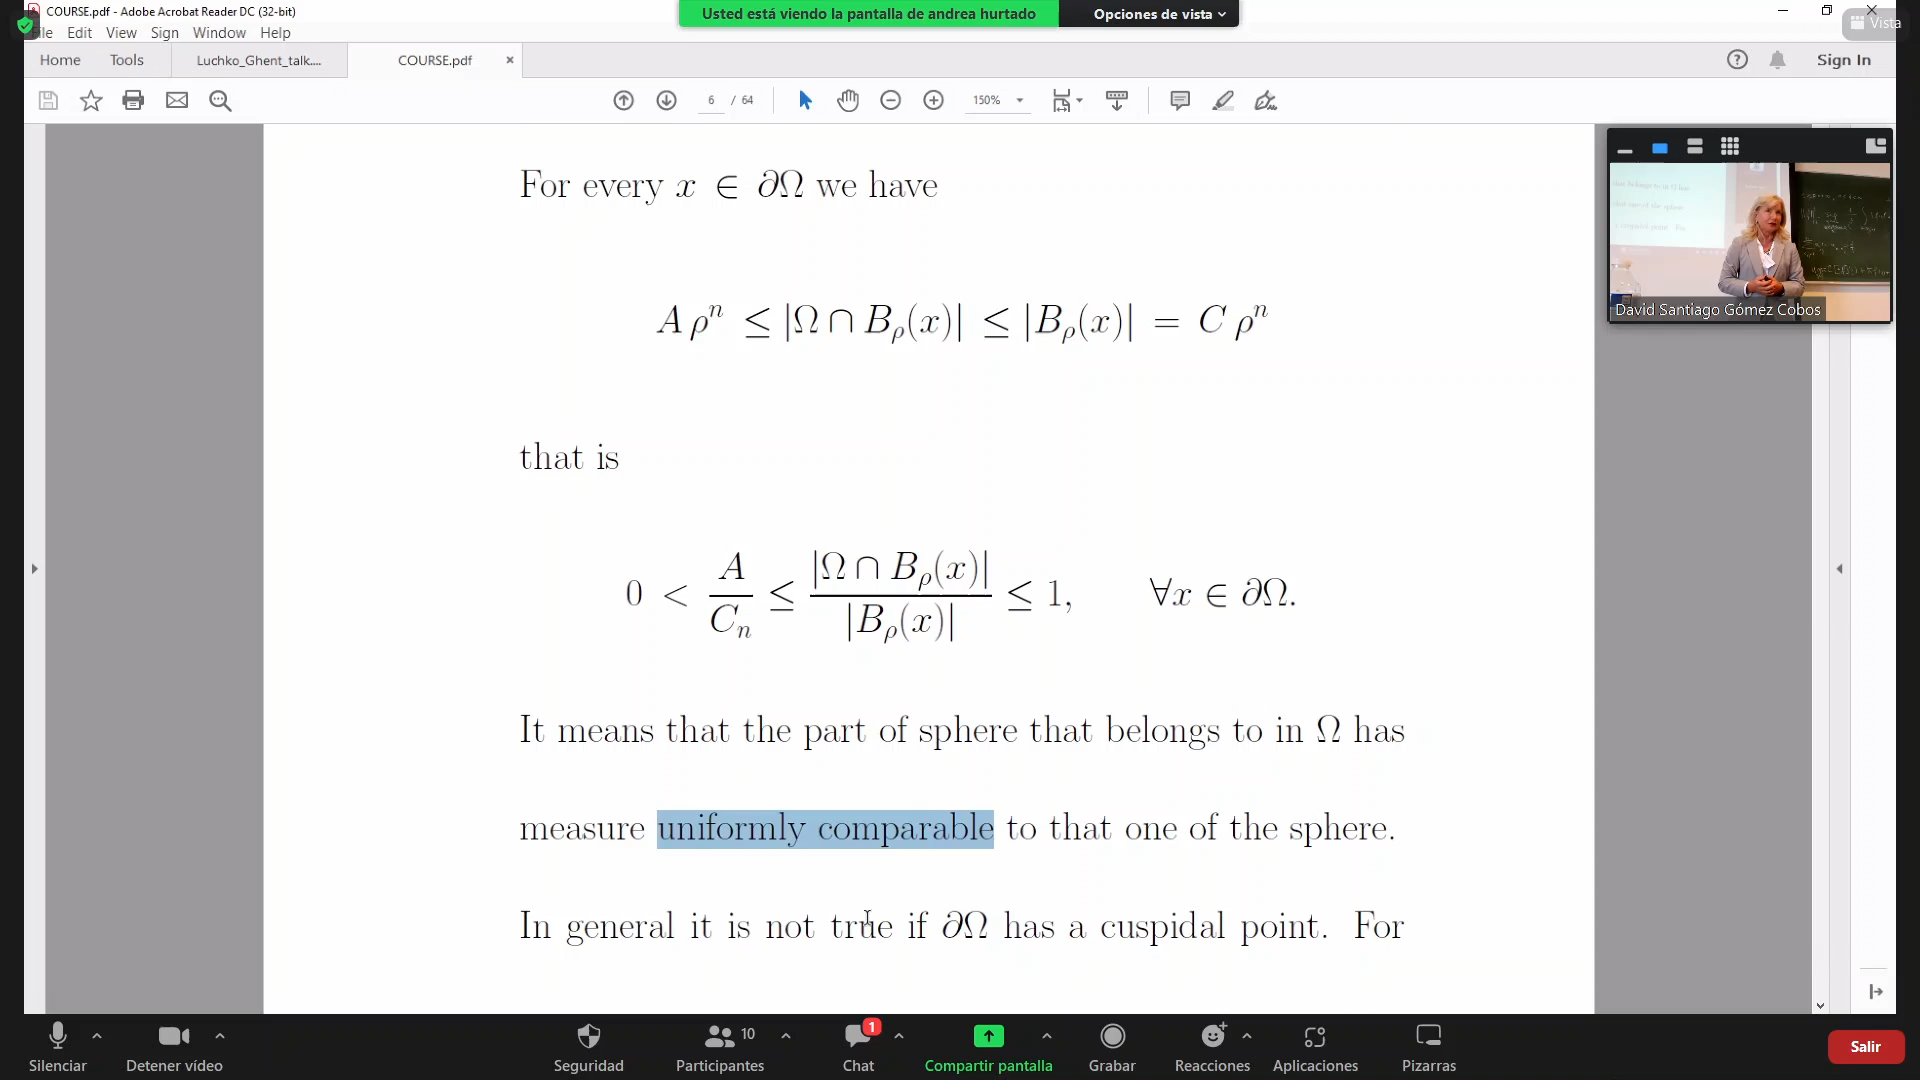 COURSE.pdf - Adobe Acrobat Reader DC (32-bit)
Usted está viendo la pantalla de andrea hurtado
Opciones de vista
Vista
File Edit View Sign Window Help
Home Tools Luchko_Ghent_talk.... COURSE.pdf × Sign In
6 / 64 150%
For every x ∈ ∂Ω we have
A ρ^n ≤ |Ω ∩ B_ρ(x)| ≤ |B_ρ(x)| = C ρ^n
David Santiago Gómez Cobos
that is
0 < A/C_n ≤ |Ω ∩ B_ρ(x)|/|B_ρ(x)| ≤ 1, ∀x ∈ ∂Ω.
It means that the part of sphere that belongs to in Ω has
measure uniformly comparable to that one of the sphere.
In general it is not true if ∂Ω has a cuspidal point. For
10 1
Silenciar Detener vídeo Seguridad Participantes Chat Compartir pantalla Grabar Reacciones Aplicaciones Pizarras Salir